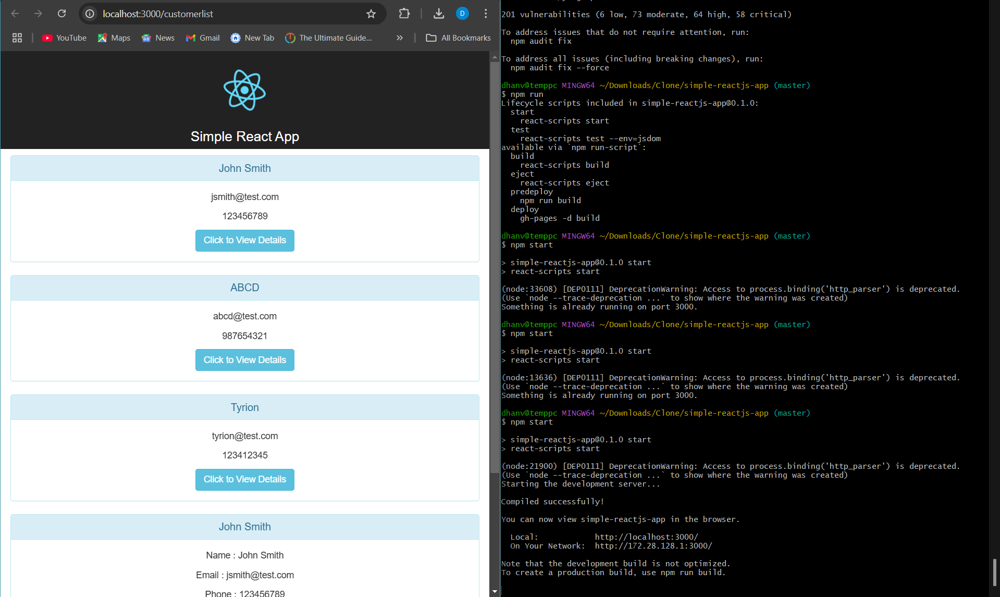 localhost:3000/customerlist
D
YouTube
Maps
News
Gmail
New Tab
The Ultimate Guide...
»
All Bookmarks
Simple React App
John Smith
jsmith@test.com
123456789
Click to View Details
ABCD
abcd@test.com
987654321
Click to View Details
Tyrion
tyrion@test.com
123412345
Click to View Details
John Smith
Name : John Smith
Email : jsmith@test.com
Phone : 123456789
201 vulnerabilities (6 low, 73 moderate, 64 high, 58 critical)
To address issues that do not require attention, run:
  npm audit fix
To address all issues (including breaking changes), run:
  npm audit fix --force
dhanv@temppc MINGW64 ~/Downloads/Clone/simple-reactjs-app (master)
$ npm run
Lifecycle scripts included in simple-reactjs-app@0.1.0:
  start
    react-scripts start
  test
    react-scripts test --env=jsdom
available via `npm run-script`:
  build
    react-scripts build
  eject
    react-scripts eject
  predeploy
    npm run build
  deploy
    gh-pages -d build
dhanv@temppc MINGW64 ~/Downloads/Clone/simple-reactjs-app (master)
$ npm start
> simple-reactjs-app@0.1.0 start
> react-scripts start
(node:33608) [DEP0111] DeprecationWarning: Access to process.binding('http_parser') is deprecated.
(Use `node --trace-deprecation ...` to show where the warning was created)
Something is already running on port 3000.
dhanv@temppc MINGW64 ~/Downloads/Clone/simple-reactjs-app (master)
$ npm start
> simple-reactjs-app@0.1.0 start
> react-scripts start
(node:13636) [DEP0111] DeprecationWarning: Access to process.binding('http_parser') is deprecated.
(Use `node --trace-deprecation ...` to show where the warning was created)
Something is already running on port 3000.
dhanv@temppc MINGW64 ~/Downloads/Clone/simple-reactjs-app (master)
$ npm start
> simple-reactjs-app@0.1.0 start
> react-scripts start
(node:21900) [DEP0111] DeprecationWarning: Access to process.binding('http_parser') is deprecated.
(Use `node --trace-deprecation ...` to show where the warning was created)
Starting the development server...
Compiled successfully!
You can now view simple-reactjs-app in the browser.
  Local:            http://localhost:3000/
  On Your Network:  http://172.28.128.1:3000/
Note that the development build is not optimized.
To create a production build, use npm run build.